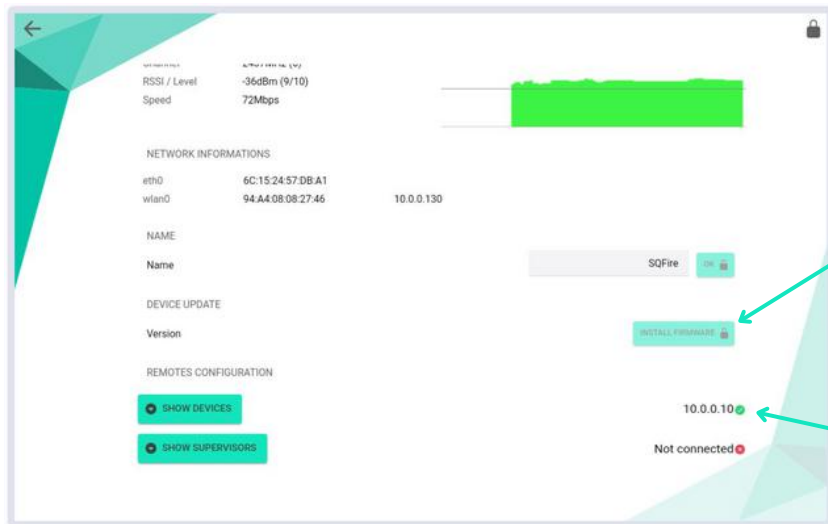 RSSI / Level -36dBm (9/10)
Speed 72Mbps
NETWORK INFORMATIONS
eth0 6C:15:24:57:DB:A1
wlan0 94:A4:08:08:27:46 10.0.0.130
NAME
Name SQFire OK
DEVICE UPDATE
Version INSTALL FIRMWARE
REMOTES CONFIGURATION
SHOW DEVICES 10.0.0.10
SHOW SUPERVISORS Not connected